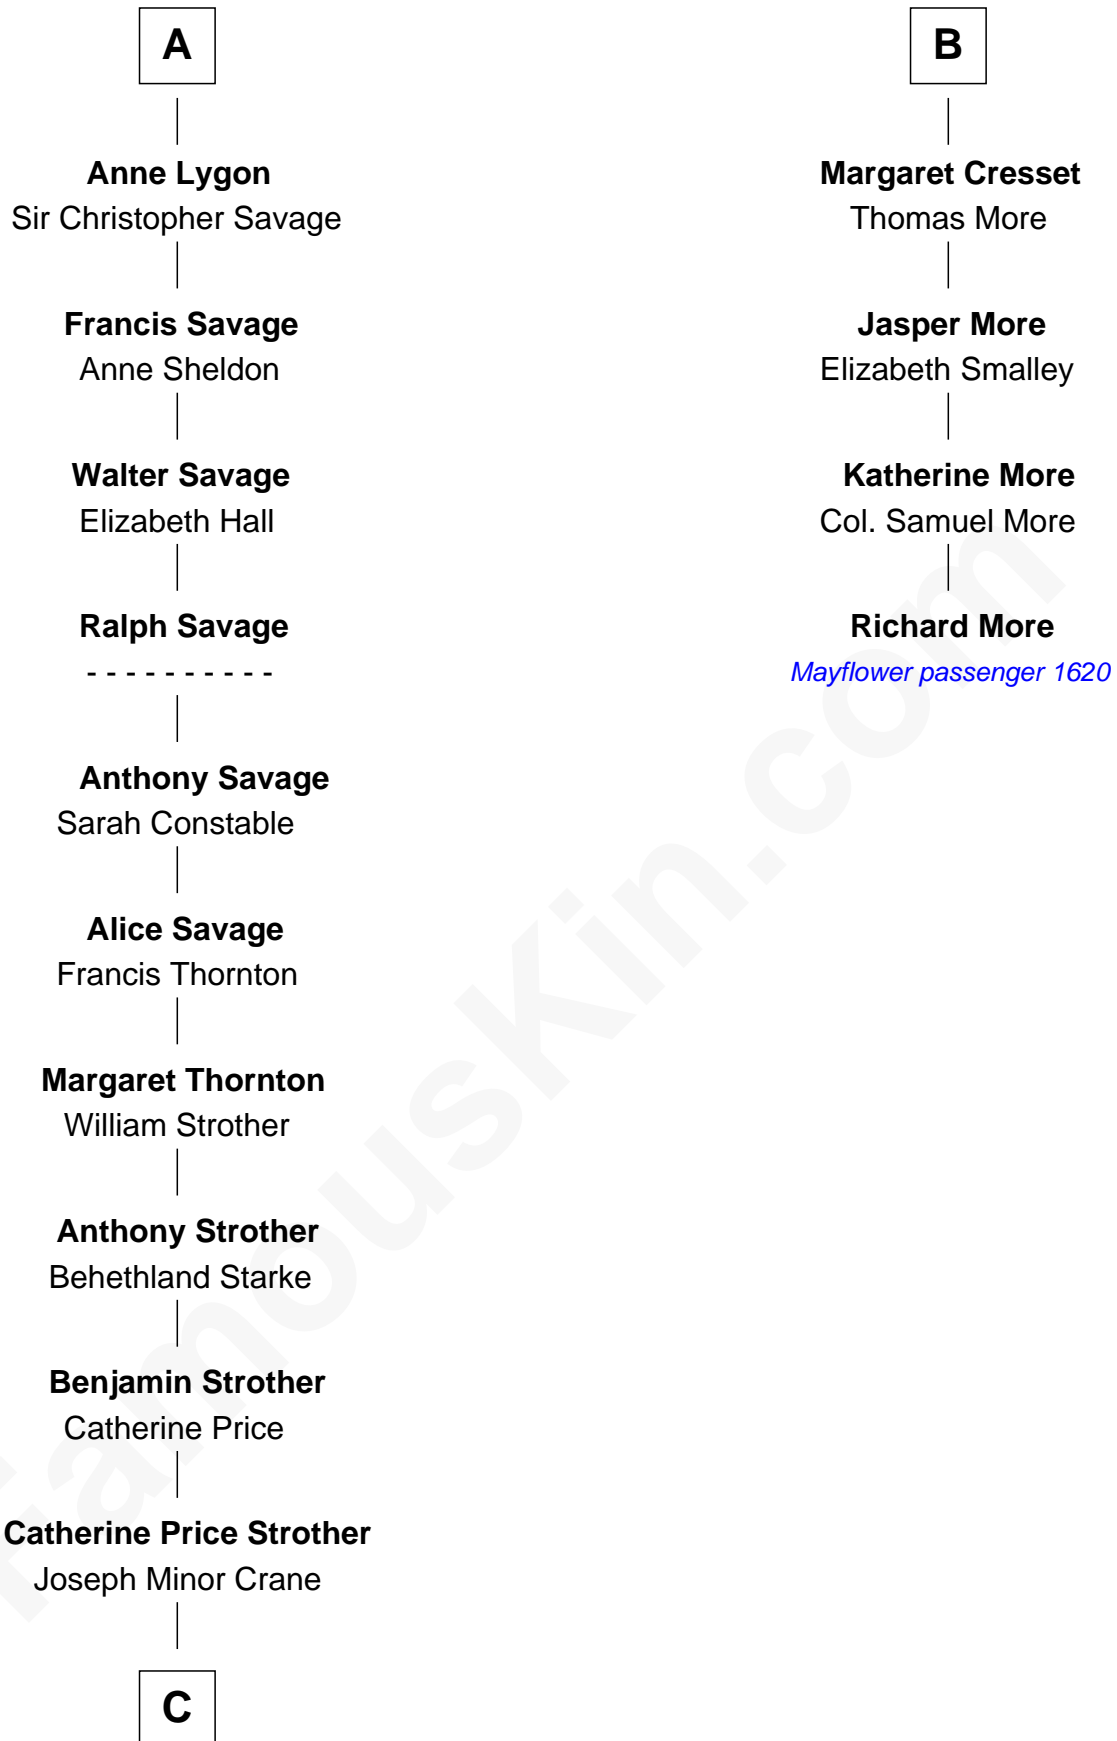 A
Anne Lygon
Sir Christopher Savage
Francis Savage
Anne Sheldon
Walter Savage
Elizabeth Hall
Ralph Savage
- - - - - - - - - -
Anthony Savage
Sarah Constable
Alice Savage
Francis Thornton
Margaret Thornton
William Strother
Anthony Strother
Behethland Starke
Benjamin Strother
Catherine Price
Catherine Price Strother
Joseph Minor Crane
C
B
Margaret Cresset
Thomas More
Jasper More
Elizabeth Smalley
Katherine More
Col. Samuel More
Richard More
Mayflower passenger 1620
FamousKin.com